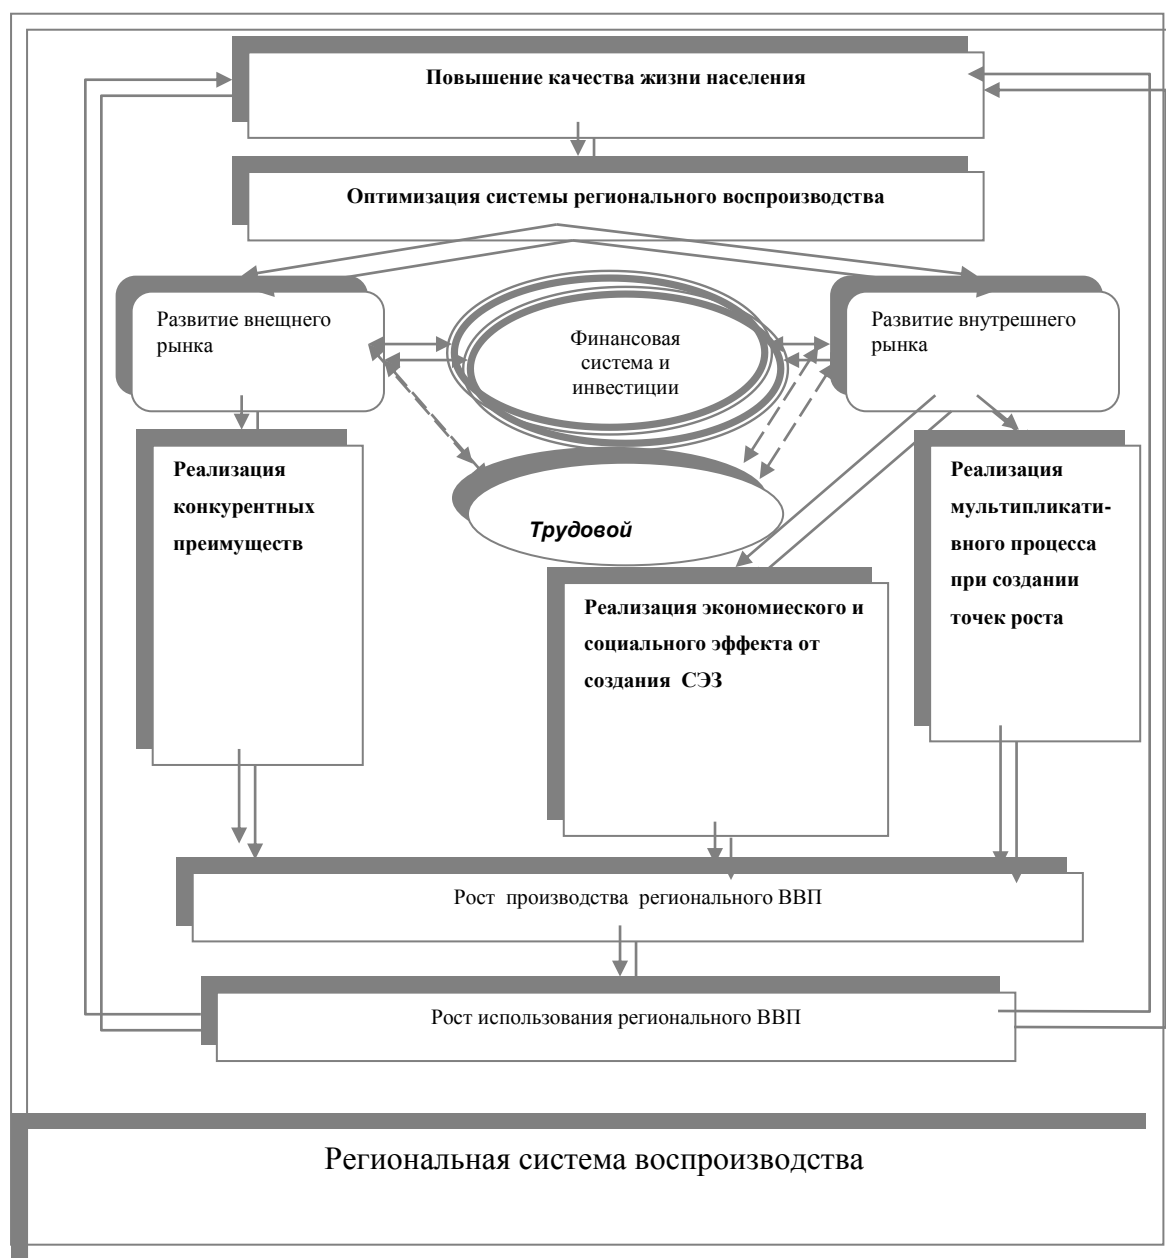 Повышение качества жизни населения
Оптимизация системы регионального воспроизводства
Развитие внещнего
рынка
Финансовая
система и
инвестиции
Развитие внутрешнего
рынка
Трудовой
Реализация
конкурентных
преимуществ
Реализация экономиеского и
социального эффекта от
создания СЭЗ
Реализация
мультипликати-
вного процесса
при создании
точек роста
Рост производства регионального ВВП
Рост использования регионального ВВП
Региональная система воспроизводства